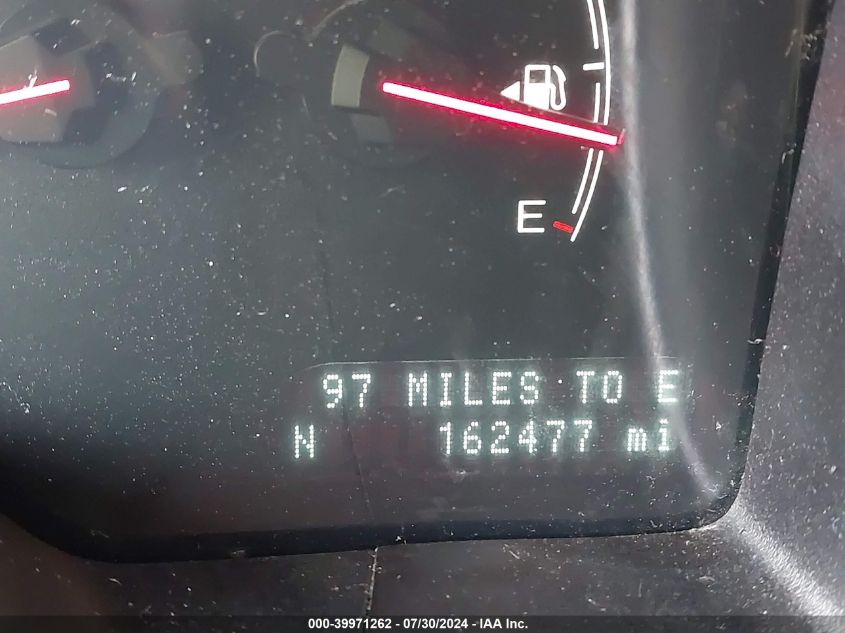 E
97 MILES TO E
N 162477 mi
000-39971262 / 07/30/2024 - IAA Inc.